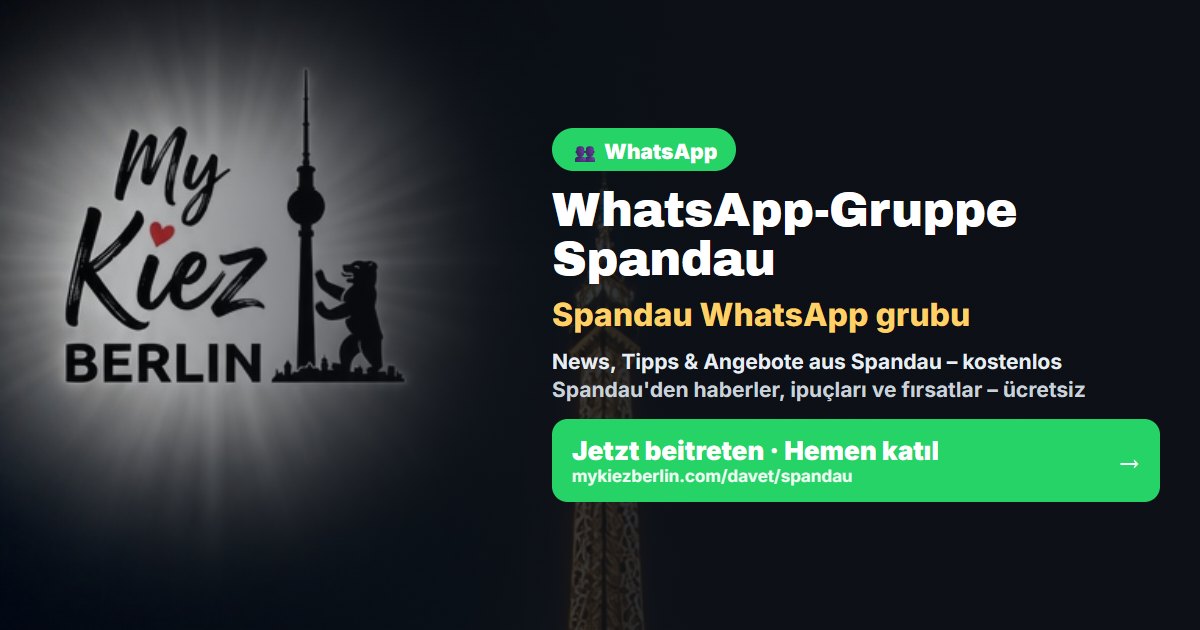 My
Kiez
BERLIN
WhatsApp
WhatsApp-Gruppe
Spandau
Spandau WhatsApp grubu
News, Tipps & Angebote aus Spandau – kostenlos
Spandau'den haberler, ipuçları ve fırsatlar – ücretsiz
Jetzt beitreten · Hemen katıl
mykiezberlin.com/davet/spandau
→